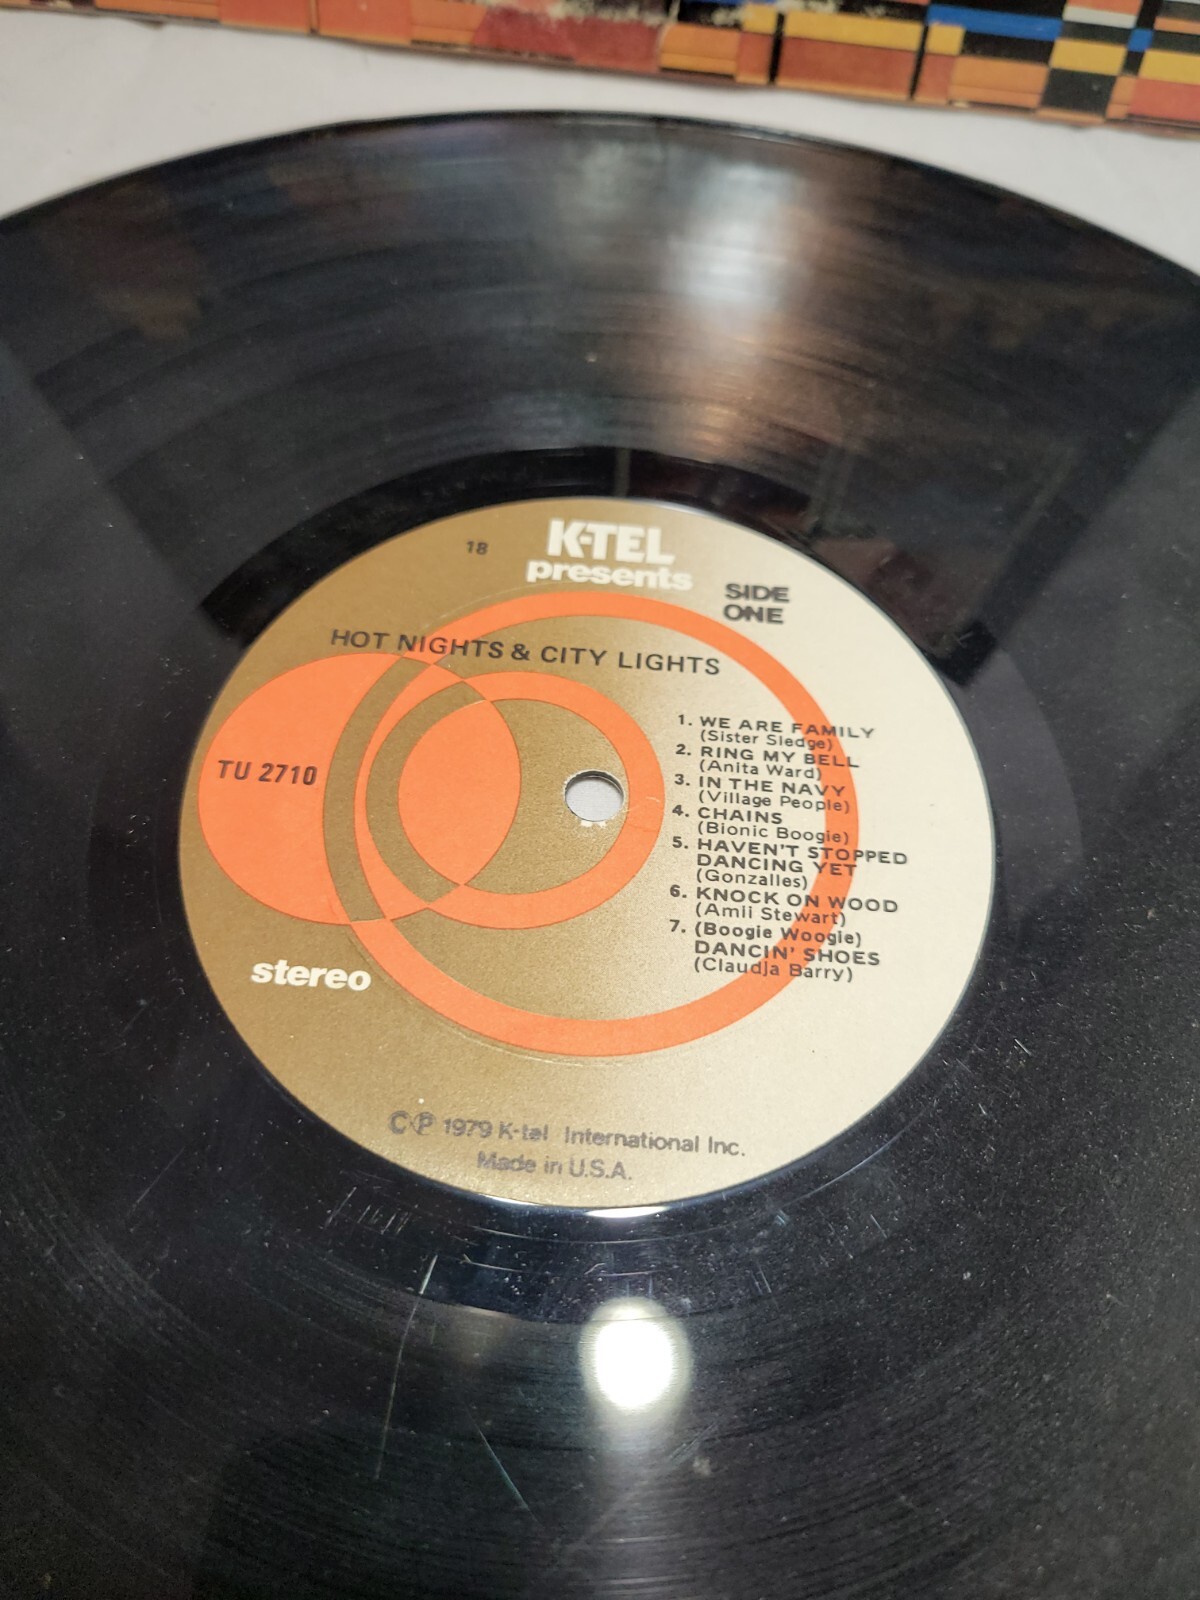 18
K-TEL
presents
SIDE
ONE
HOT NIGHTS & CITY LIGHTS
TU 2710
1. WE ARE FAMILY
(Sister Sledge)
2. RING MY BELL
(Anita Ward)
3. IN THE NAVY
(Village People)
4. CHAINS
(Bionic Boogie)
5. HAVEN'T STOPPED
DANCING YET
(Gonzalles)
6. KNOCK ON WOOD
(Amii Stewart)
7. (Boogie Woogie)
DANCIN' SHOES
(Claudja Barry)
stereo
© ℗ 1979 K-tel International Inc.
Made in U.S.A.